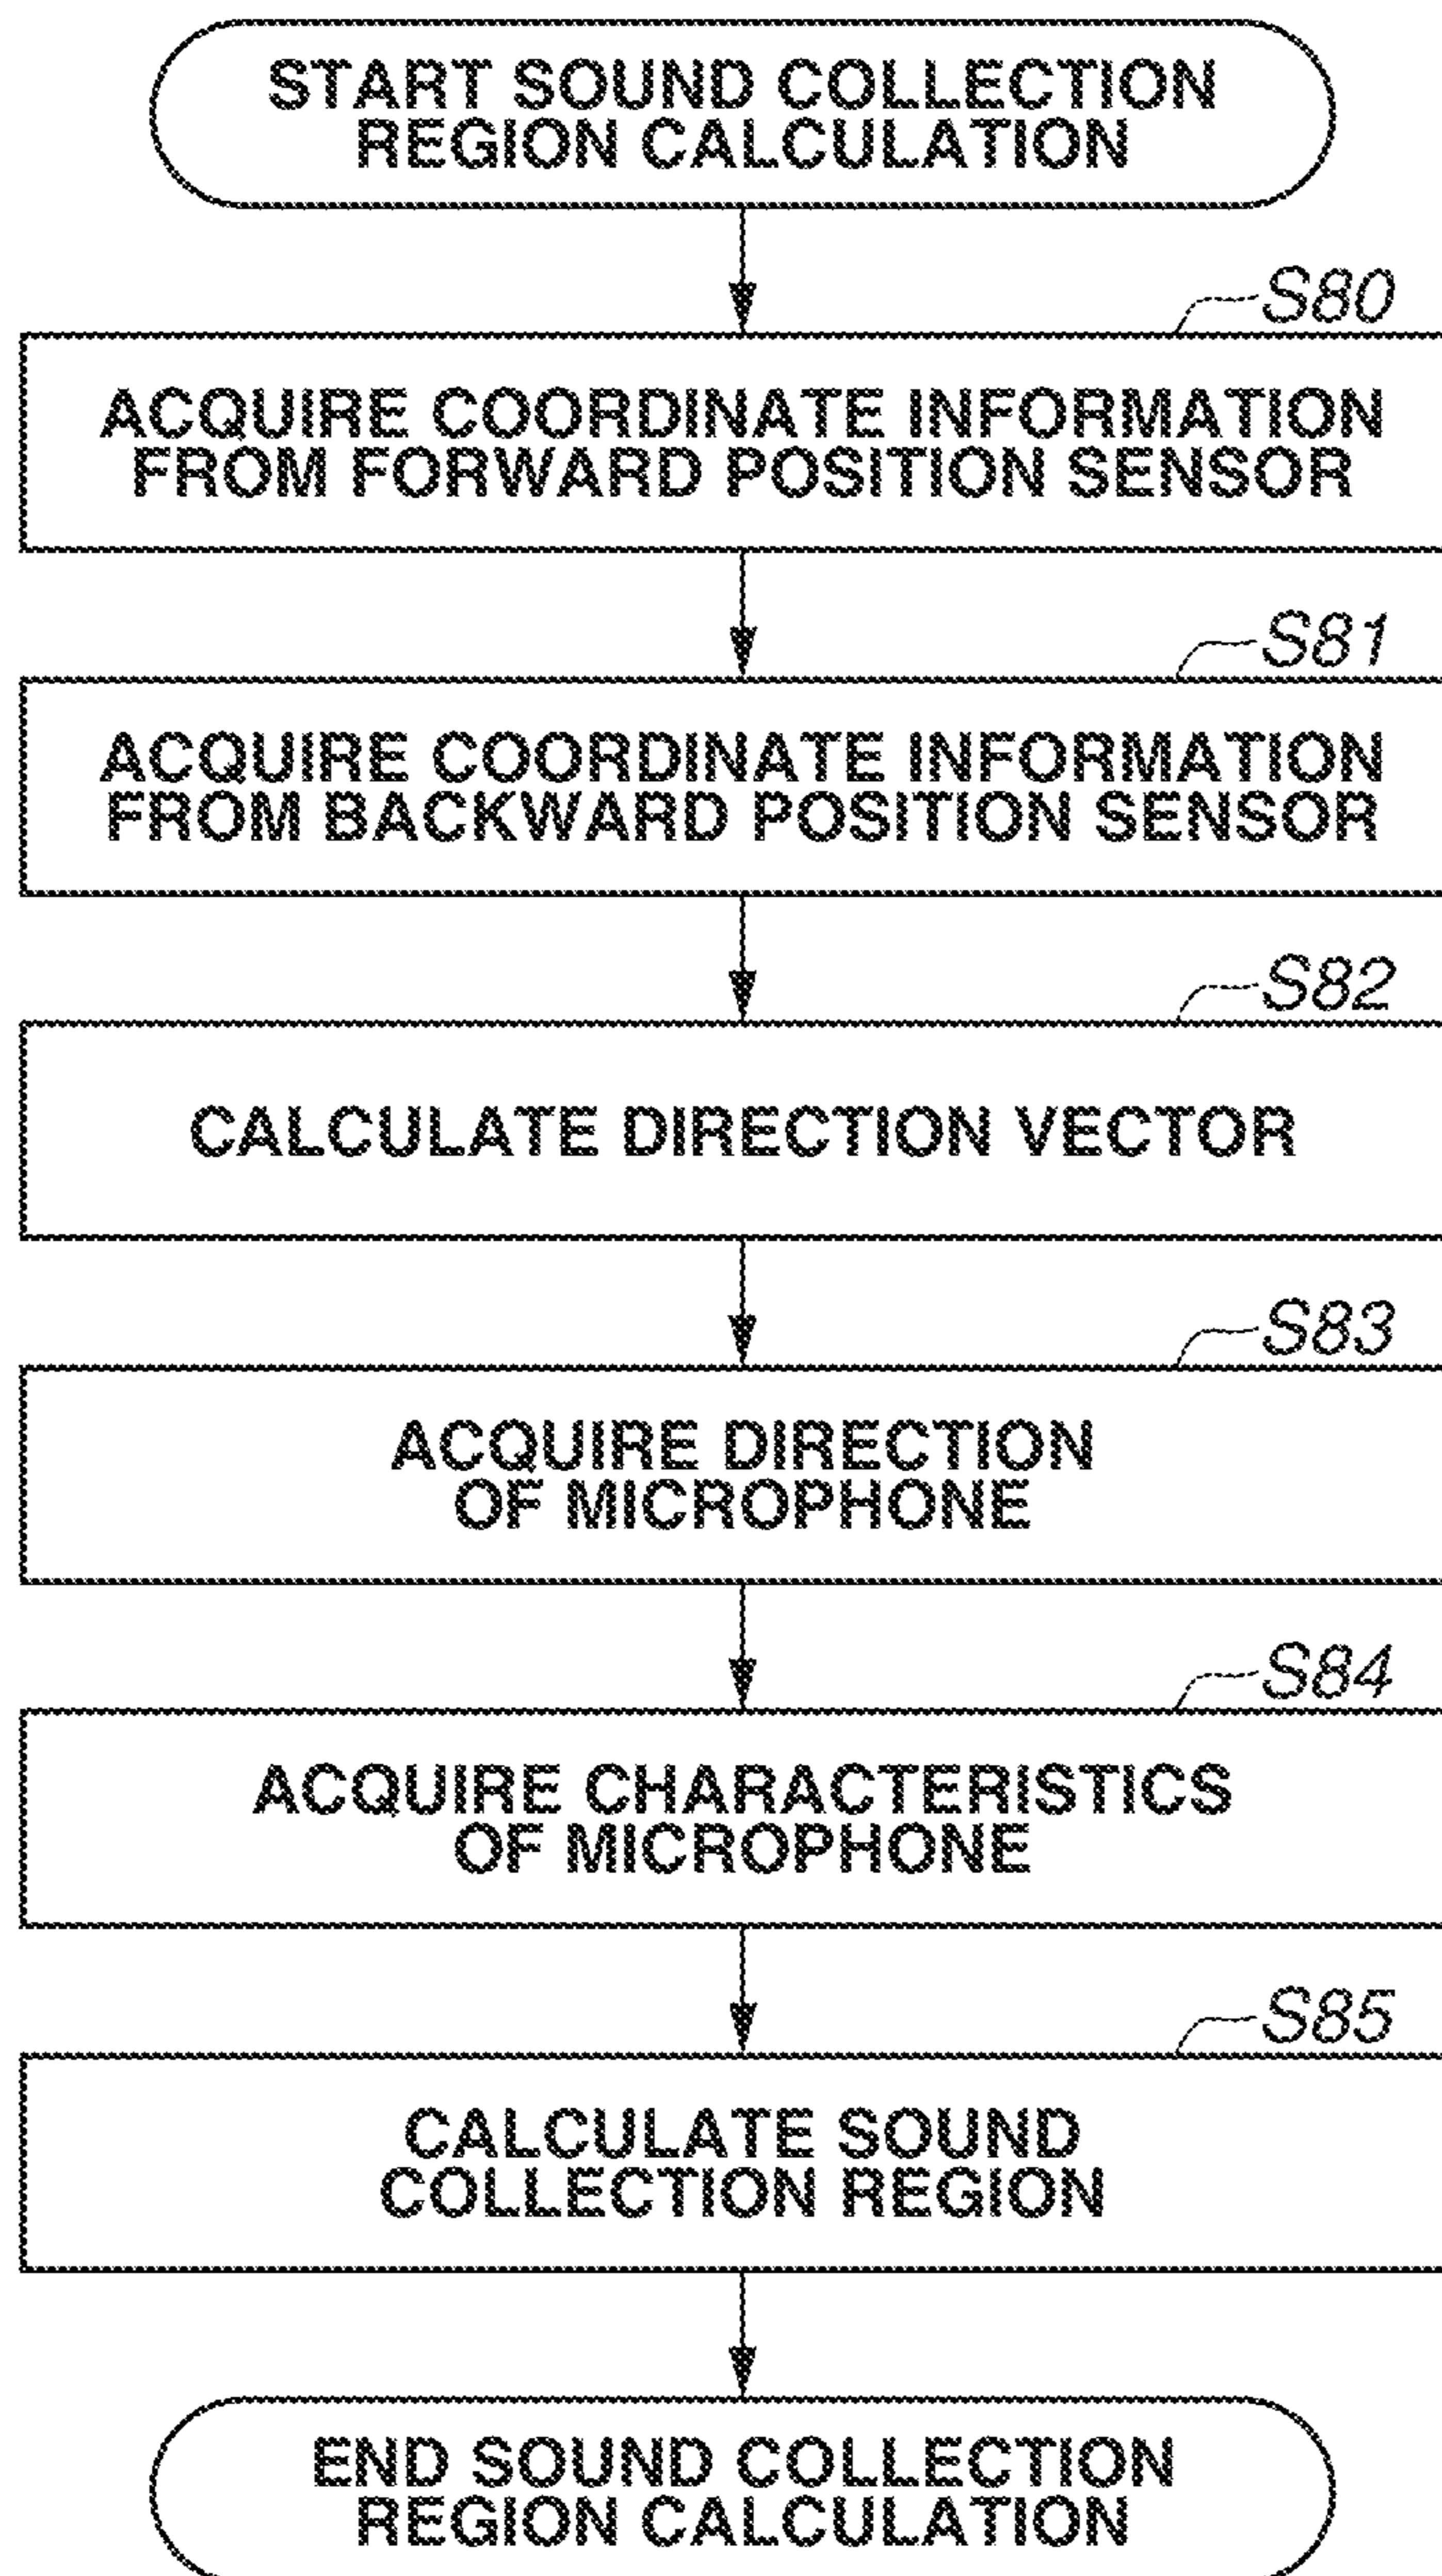 START SOUND COLLECTION
REGION CALCULATION
S80
ACQUIRE COORDINATE INFORMATION
FROM FORWARD POSITION SENSOR
S81
ACQUIRE COORDINATE INFORMATION
FROM BACKWARD POSITION SENSOR
S82
CALCULATE DIRECTION VECTOR
S83
ACQUIRE DIRECTION
OF MICROPHONE
S84
ACQUIRE CHARACTERISTICS
OF MICROPHONE
S85
CALCULATE SOUND
COLLECTION REGION
END SOUND COLLECTION
REGION CALCULATION